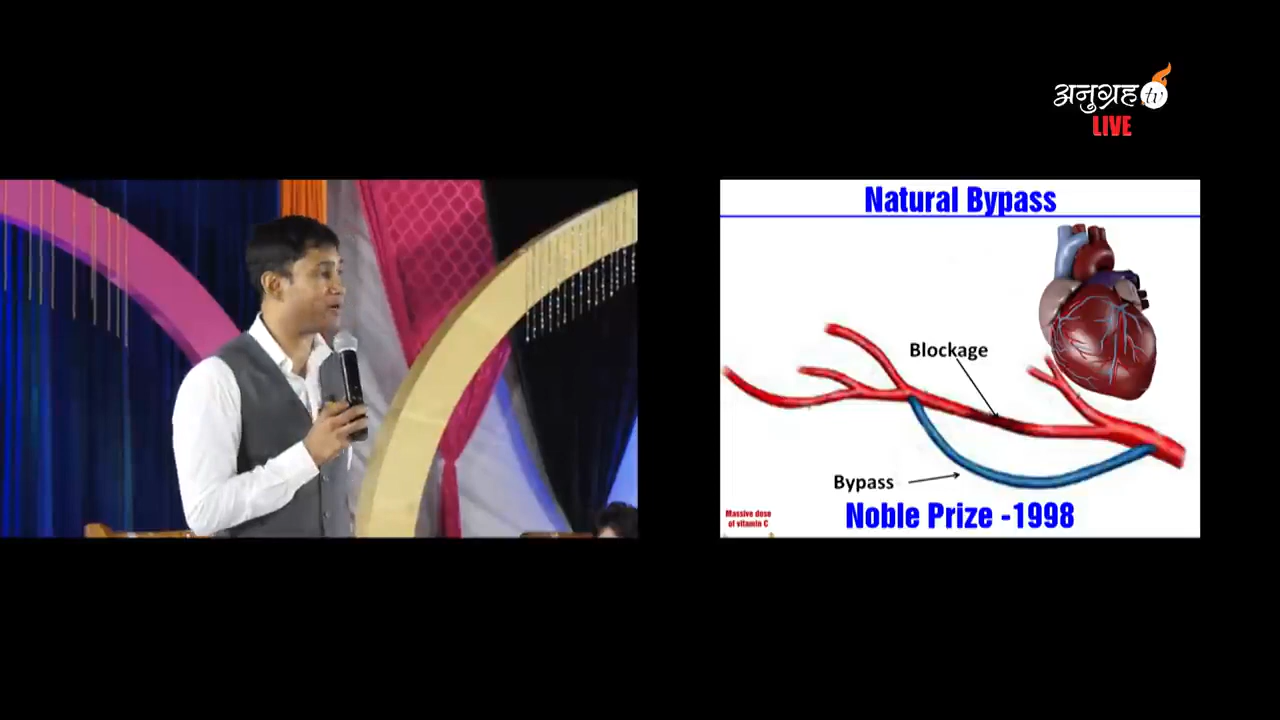 अनुग्रह tv
LIVE
Natural Bypass
Blockage
Bypass
Noble Prize -1998
Massive dose
of vitamin C